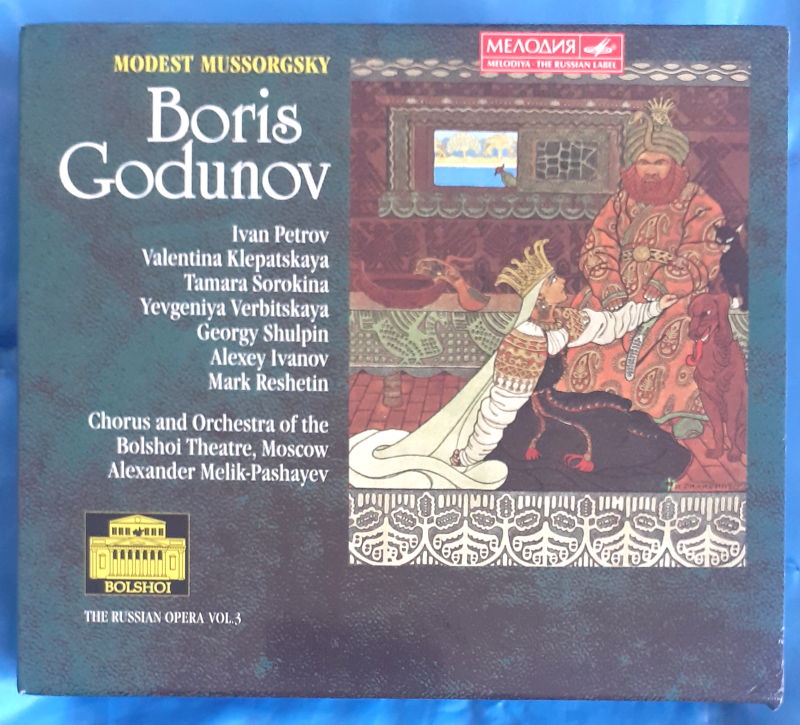 МЕЛОДИЯ
MELODIYA · THE RUSSIAN LABEL
MODEST MUSSORGSKY
Boris
Godunov
Ivan Petrov
Valentina Klepatskaya
Tamara Sorokina
Yevgeniya Verbitskaya
Georgy Shulpin
Alexey Ivanov
Mark Reshetin
Chorus and Orchestra of the
Bolshoi Theatre, Moscow
Alexander Melik-Pashayev
BOLSHOI
THE RUSSIAN OPERA VOL.3